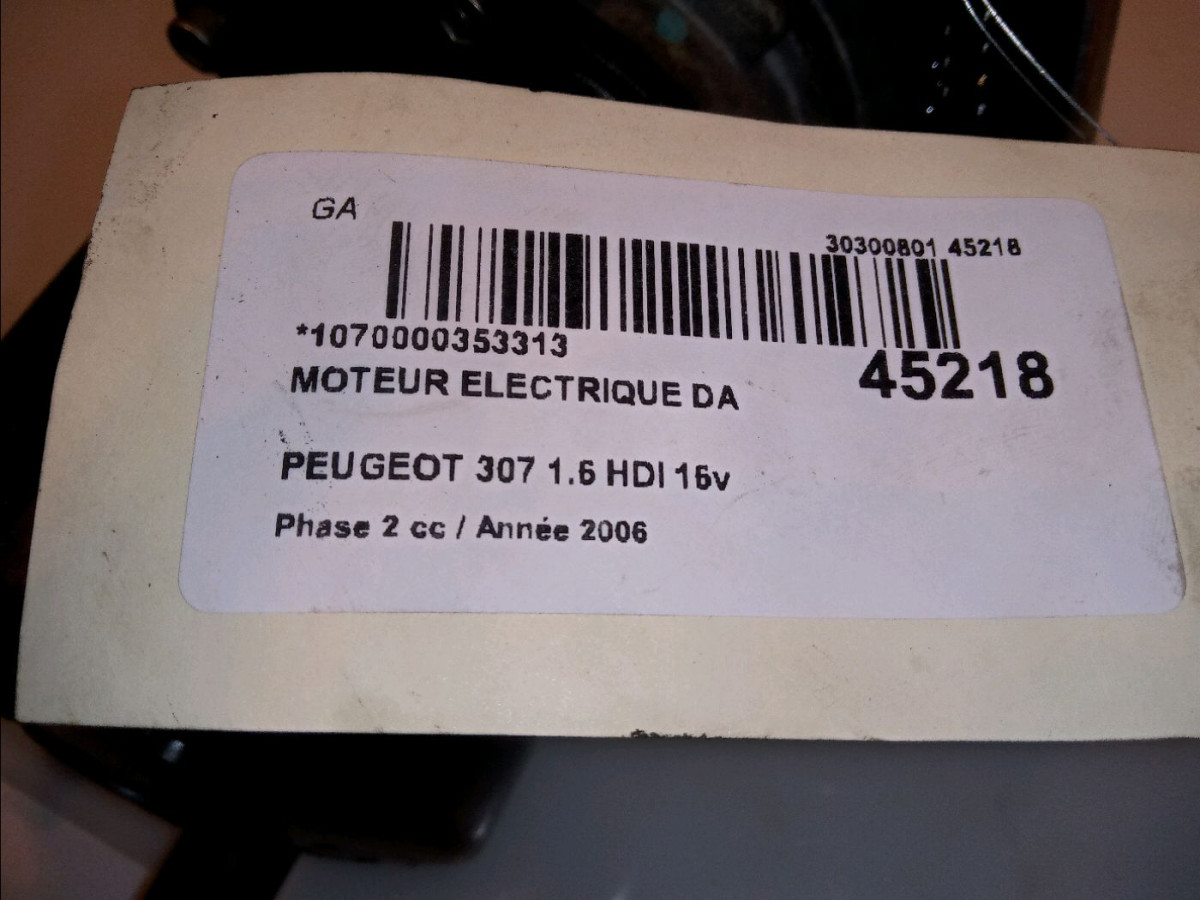 GA
30300801 45218
*1070000353313
45218
MOTEUR ELECTRIQUE DA
PEUGEOT 307 1.6 HDI 16v
Phase 2 cc / Année 2006